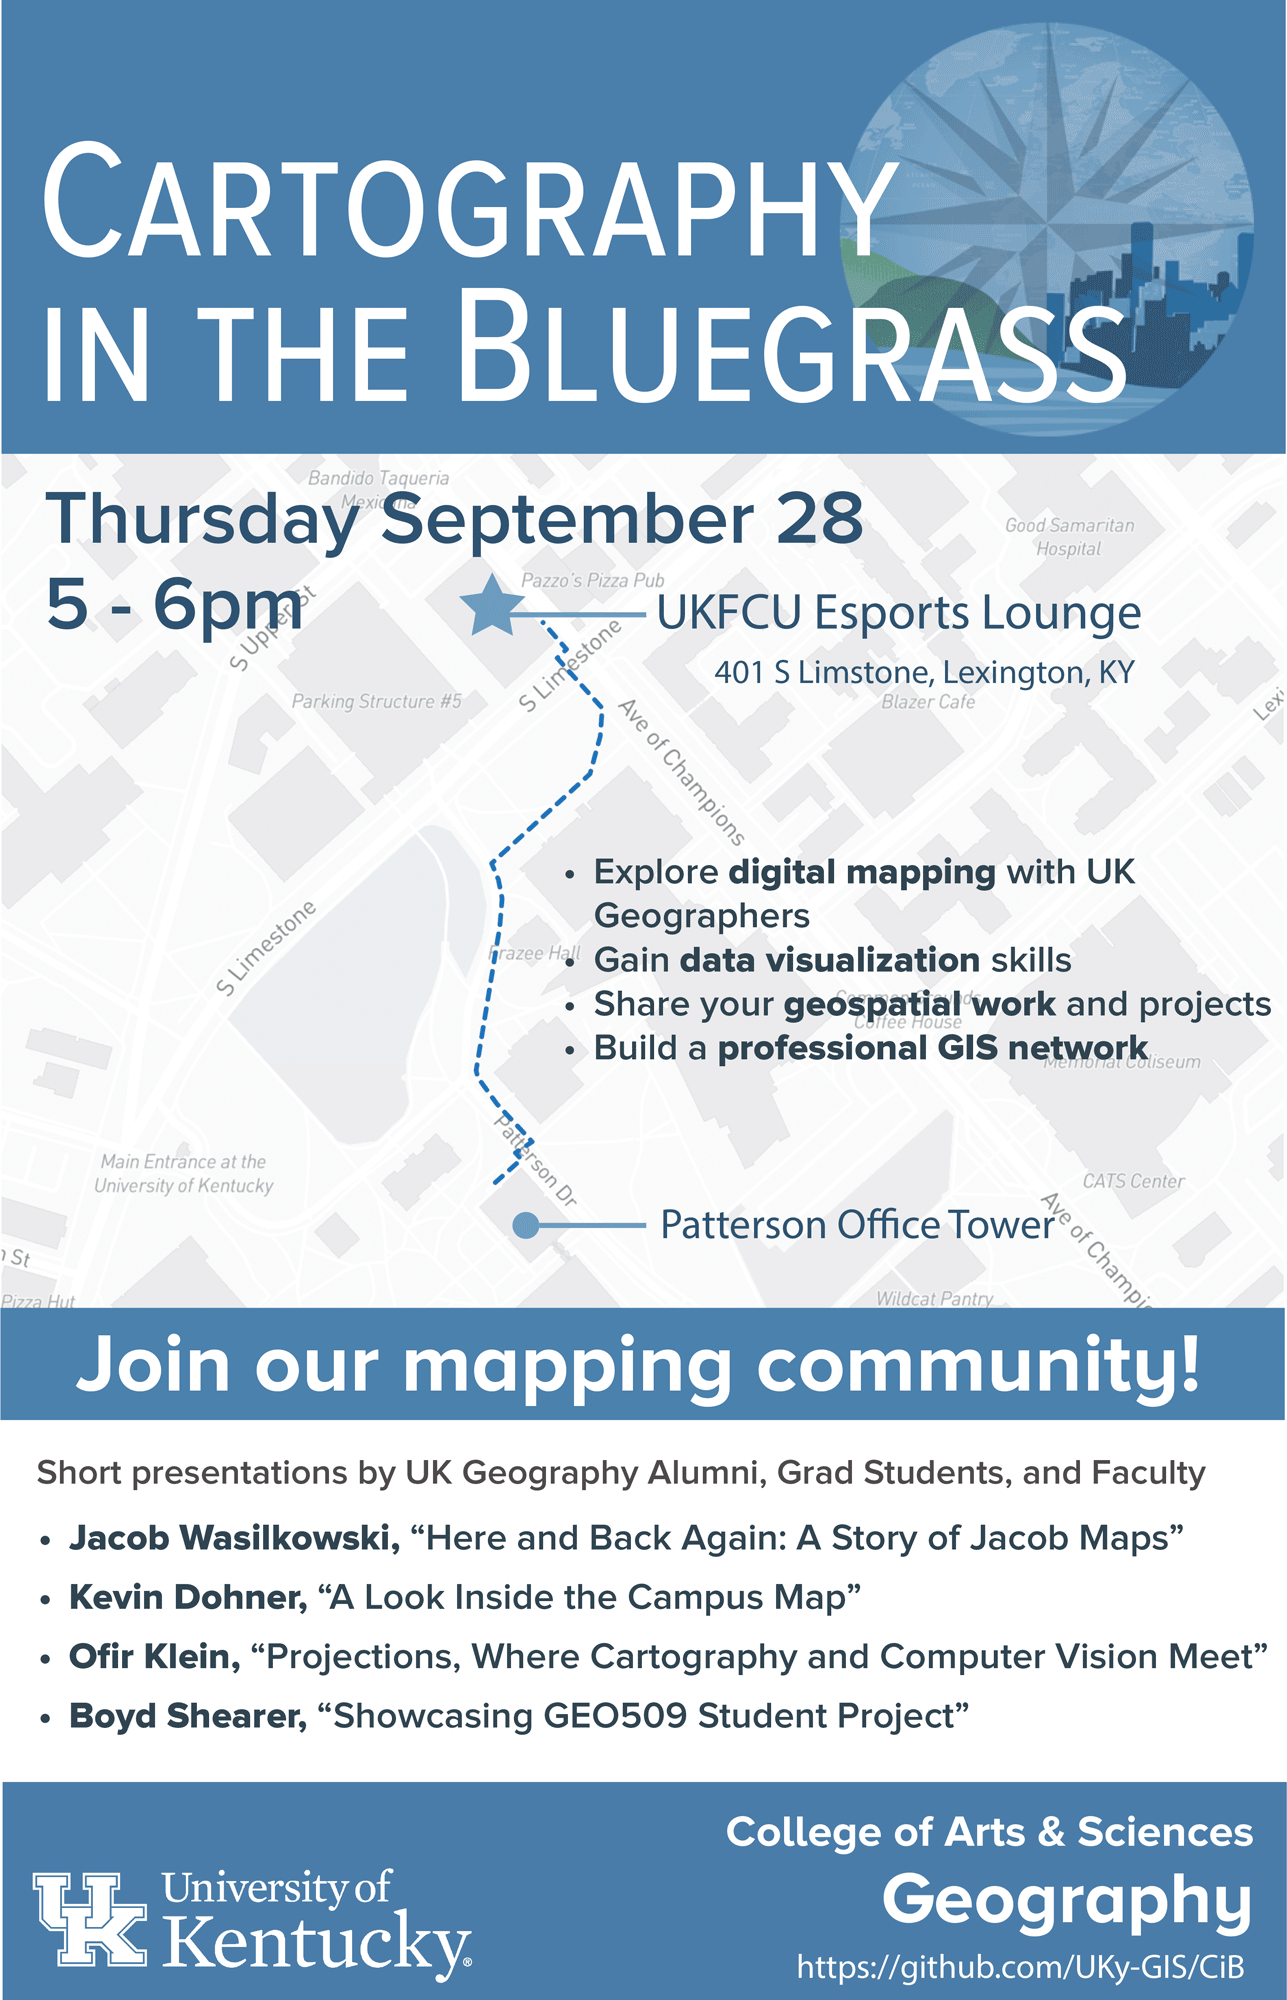 CARTOGRAPHY
IN THE BLUEGRASS
Bandido Taqueria
Mexicana
Thursday September 28
5 - 6pm
Good Samaritan
Hospital
Pazzo's Pizza Pub
UKFCU Esports Lounge
401 S Limstone, Lexington, KY
S Upper St
S Limestone
Parking Structure #5
Blazer Cafe
Lexi
Ave of Champions
• Explore digital mapping with UK
Geographers
• Gain data visualization skills
• Share your geospatial work and projects
• Build a professional GIS network
S Limestone
Frazee Hall
Common Grounds
Coffee House
Memorial Coliseum
Patterson Dr
Main Entrance at the
University of Kentucky
CATS Center
Patterson Office Tower
Ave of Champi
n St
Pizza Hut
Wildcat Pantry
Join our mapping community!
Short presentations by UK Geography Alumni, Grad Students, and Faculty
• Jacob Wasilkowski, “Here and Back Again: A Story of Jacob Maps”
• Kevin Dohner, “A Look Inside the Campus Map”
• Ofir Klein, “Projections, Where Cartography and Computer Vision Meet”
• Boyd Shearer, “Showcasing GEO509 Student Project”
College of Arts & Sciences
Geography
https://github.com/UKy-GIS/CiB
UK
University of
Kentucky®